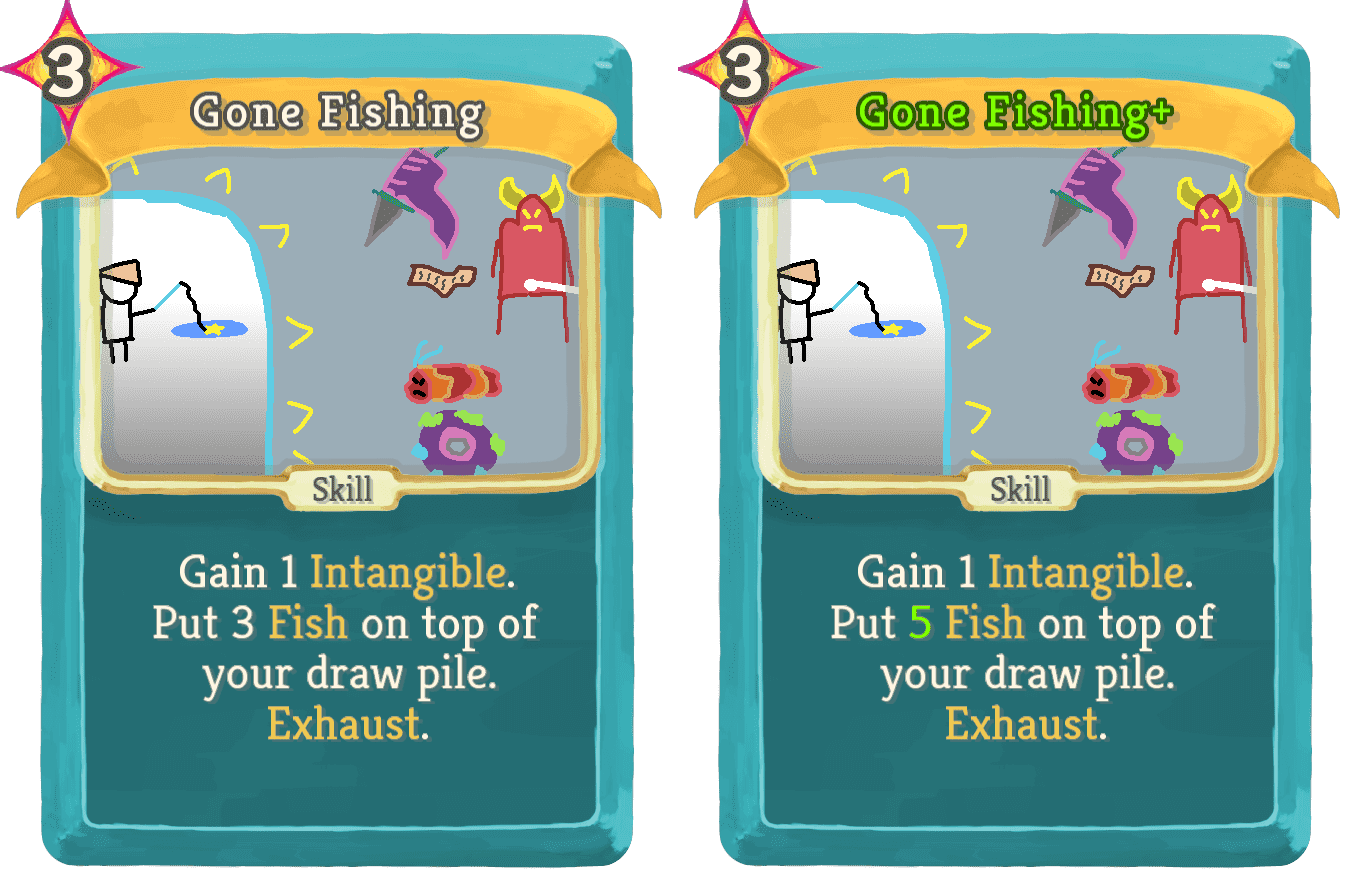 3
Gone Fishing
Skill
Gain 1 Intangible.
Put 3 Fish on top of
your draw pile.
Exhaust.
3
Gone Fishing+
Skill
Gain 1 Intangible.
Put 5 Fish on top of
your draw pile.
Exhaust.